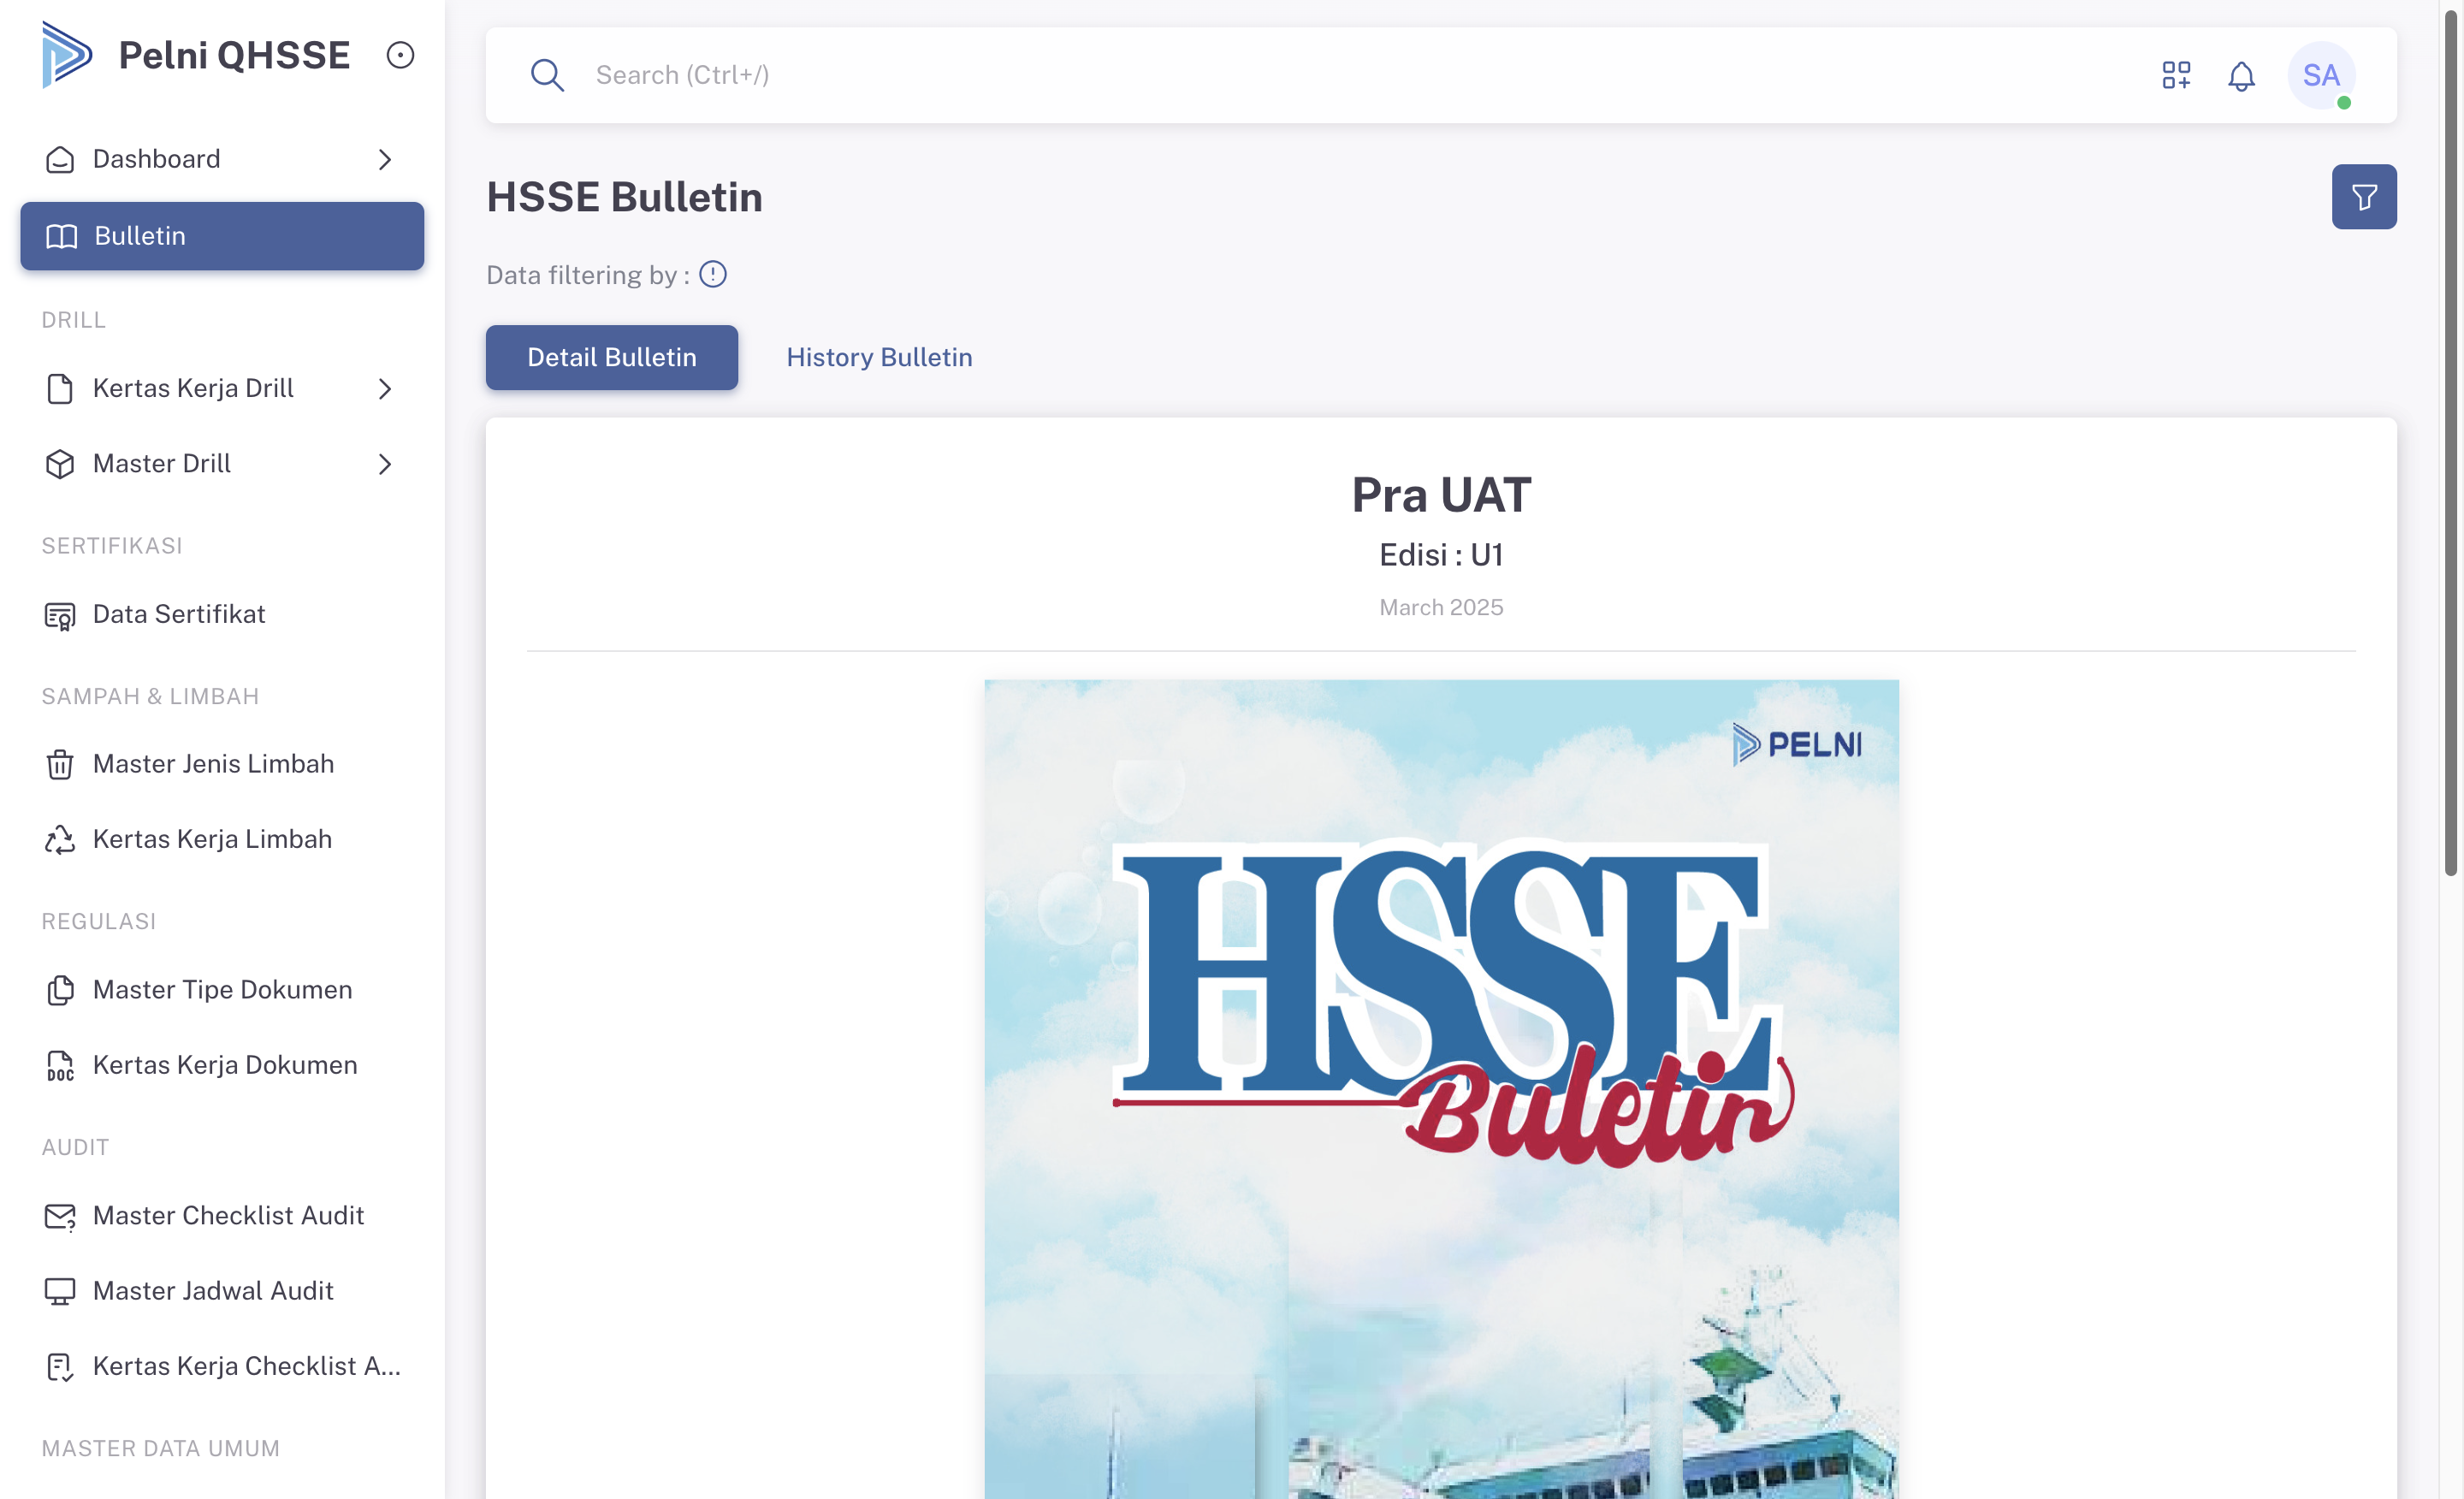 Pelni QHSSE
Dashboard
Bulletin
DRILL
Kertas Kerja Drill
Master Drill
SERTIFIKASI
Data Sertifikat
SAMPAH & LIMBAH
Master Jenis Limbah
Kertas Kerja Limbah
REGULASI
Master Tipe Dokumen
DOC
Kertas Kerja Dokumen
AUDIT
Master Checklist Audit
Master Jadwal Audit
Kertas Kerja Checklist A...
MASTER DATA UMUM
Search (Ctrl+/)
SA
HSSE Bulletin
Data filtering by :
Detail Bulletin
History Bulletin
Pra UAT
Edisi : U1
March 2025
PELNI
HSSE
Buletin